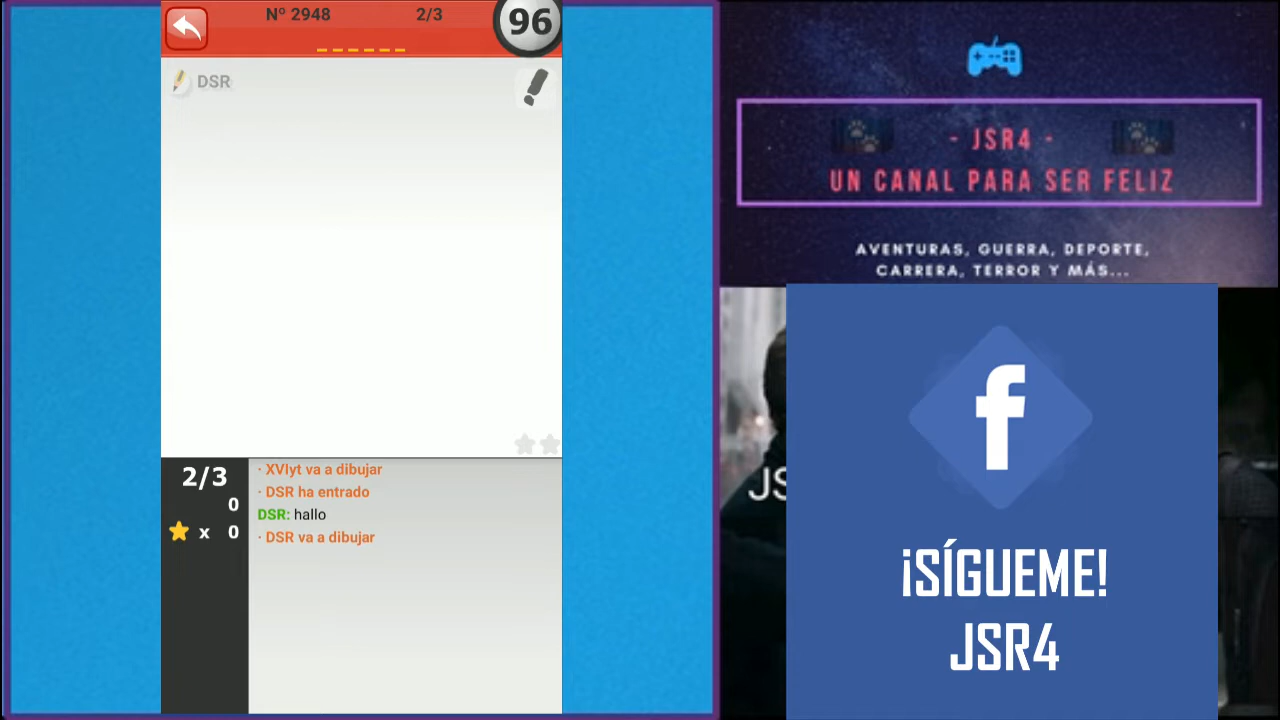 Nº 2948
2/3
96
DSR
2/3
0
x 0
· XVlyt va a dibujar
· DSR ha entrado
DSR: hallo
· DSR va a dibujar
- JSR4 -
UN CANAL PARA SER FELIZ
AVENTURAS, GUERRA, DEPORTE,
CARRERA, TERROR Y MÁS...
JS
f
¡SÍGUEME!
JSR4